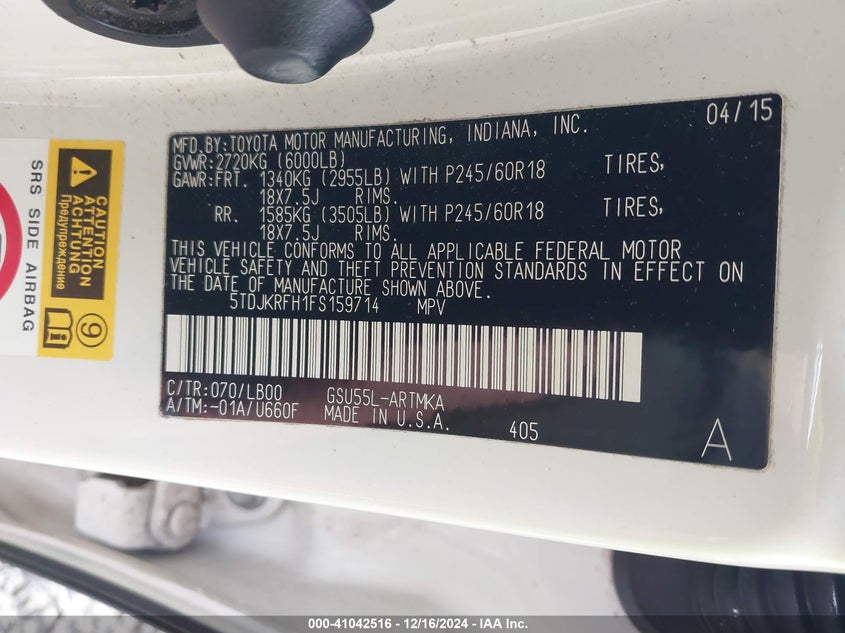 04/15
MFD.BY:TOYOTA MOTOR MANUFACTURING, INDIANA, INC.
GVWR:2720KG (6000LB)
GAWR:FRT. 1340KG (2955LB) WITH P245/60R18 TIRES,
18X7.5J RIMS.
RR. 1585KG (3505LB) WITH P245/60R18 TIRES,
18X7.5J RIMS.
THIS VEHICLE CONFORMS TO ALL APPLICABLE FEDERAL MOTOR
VEHICLE SAFETY AND THEFT PREVENTION STANDARDS IN EFFECT ON
THE DATE OF MANUFACTURE SHOWN ABOVE.
5TDJKRFH1FS159714 MPV
C/TR:070/LB00 GSU55L-ARTMKA
A/TM:-01A/U660F MADE IN U.S.A. 405 A
SRS SIDE AIRBAG
CAUTION
ATTENTION
ACHTUNG
Предупреждение
9
000-41042516 - 12/16/2024 - IAA Inc.